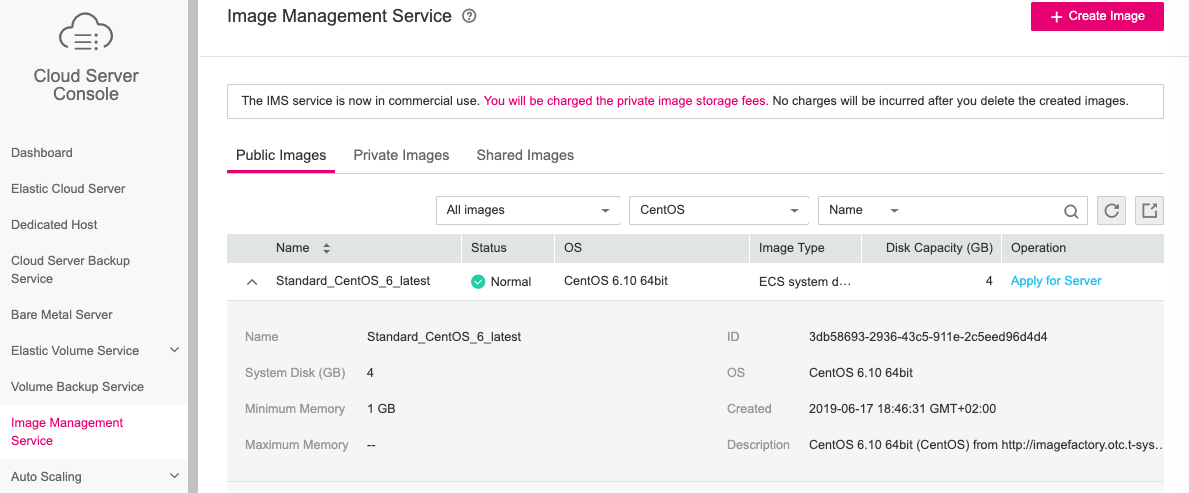 Cloud Server
Console
Dashboard
Elastic Cloud Server
Dedicated Host
Cloud Server Backup
Service
Bare Metal Server
Elastic Volume Service
Volume Backup Service
Image Management
Service
Auto Scaling
Image Management Service ?
+ Create Image
The IMS service is now in commercial use. You will be charged the private image storage fees. No charges will be incurred after you delete the created images.
Public Images Private Images Shared Images
All images CentOS Name
Name Status OS Image Type Disk Capacity (GB) Operation
Standard_CentOS_6_latest Normal CentOS 6.10 64bit ECS system d... 4 Apply for Server
Name Standard_CentOS_6_latest ID 3db58693-2936-43c5-911e-2c5eed96d4d4
System Disk (GB) 4 OS CentOS 6.10 64bit
Minimum Memory 1 GB Created 2019-06-17 18:46:31 GMT+02:00
Maximum Memory -- Description CentOS 6.10 64bit (CentOS) from http://imagefactory.otc.t-sys...